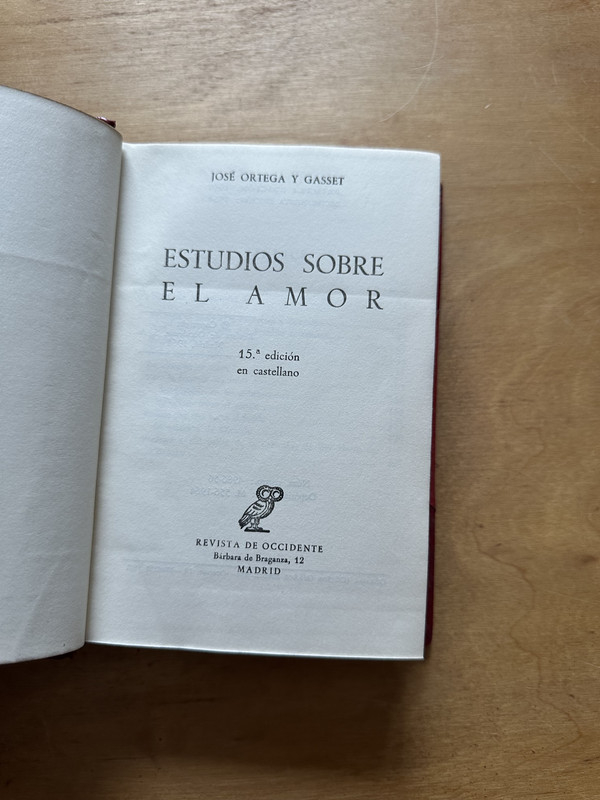 JOSÉ ORTEGA Y GASSET
ESTUDIOS SOBRE
EL AMOR
15.ª edición
en castellano
REVISTA DE OCCIDENTE
Bárbara de Braganza, 12
MADRID